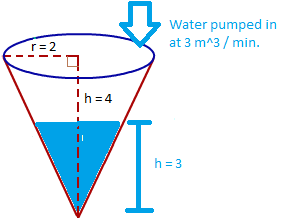 Water pumped in
at 3 m^3 / min.
r = 2
h = 4
h = 3